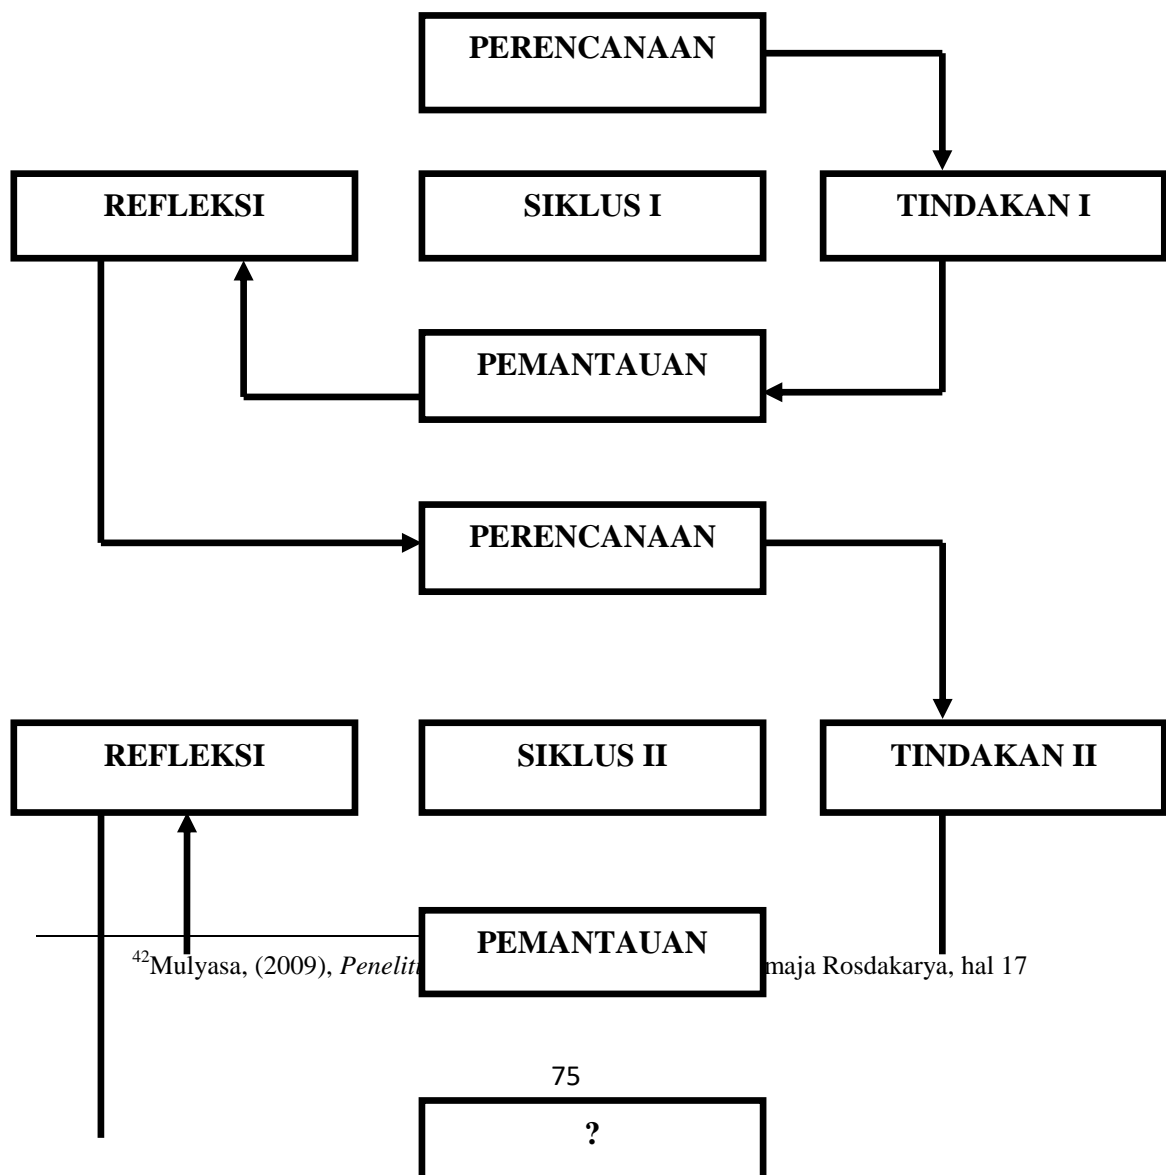 PERENCANAAN
REFLEKSI SIKLUS I TINDAKAN I
PEMANTAUAN
PERENCANAAN
REFLEKSI SIKLUS II TINDAKAN II
PEMANTAUAN
42Mulyasa, (2009), maja Rosdakarya, hal 17
75
?